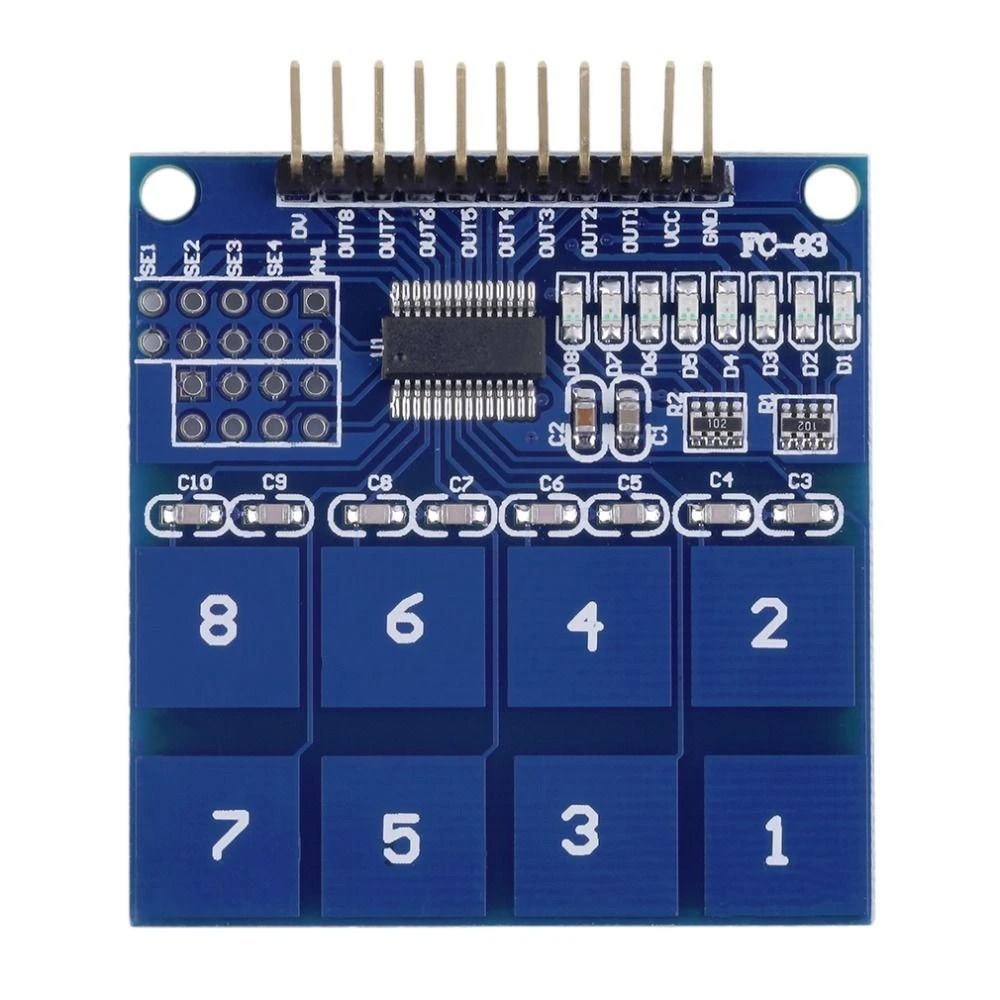 DV OUT8 OUT7 OUT6 OUT5 OUT4 OUT3 OUT2 OUT1 VCC GND
FC-93
SE1 SE2 SE3 SE4 AHL
U1
D8 D7 D6 D5 D4 D3 D2 D1
C2 C1
R2 R1
102 102
C10 C9 C8 C7 C6 C5 C4 C3
8 6 4 2
7 5 3 1